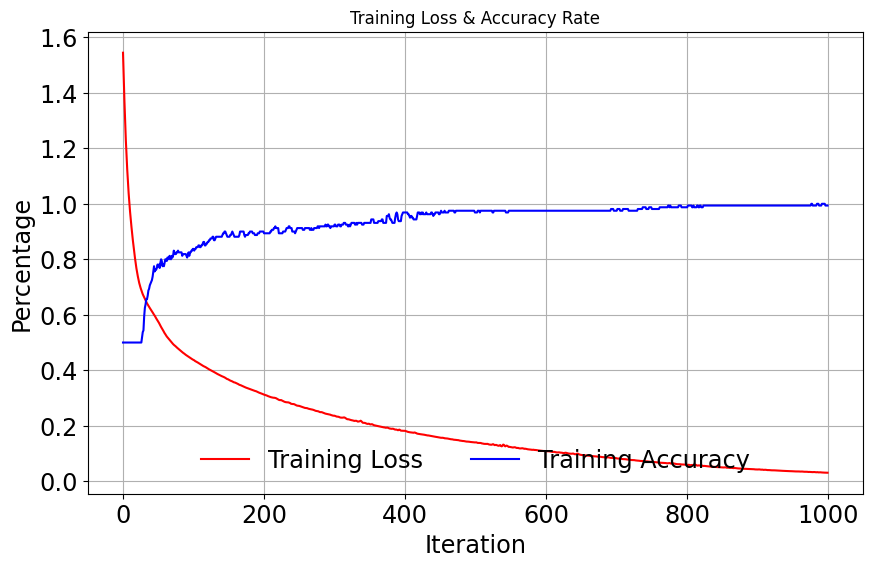 Training Loss & Accuracy Rate
1.6
1.4
1.2
1.0
0.8
0.6
0.4
0.2
0.0
Percentage
Training Loss Training Accuracy
0 200 400 600 800 1000
Iteration